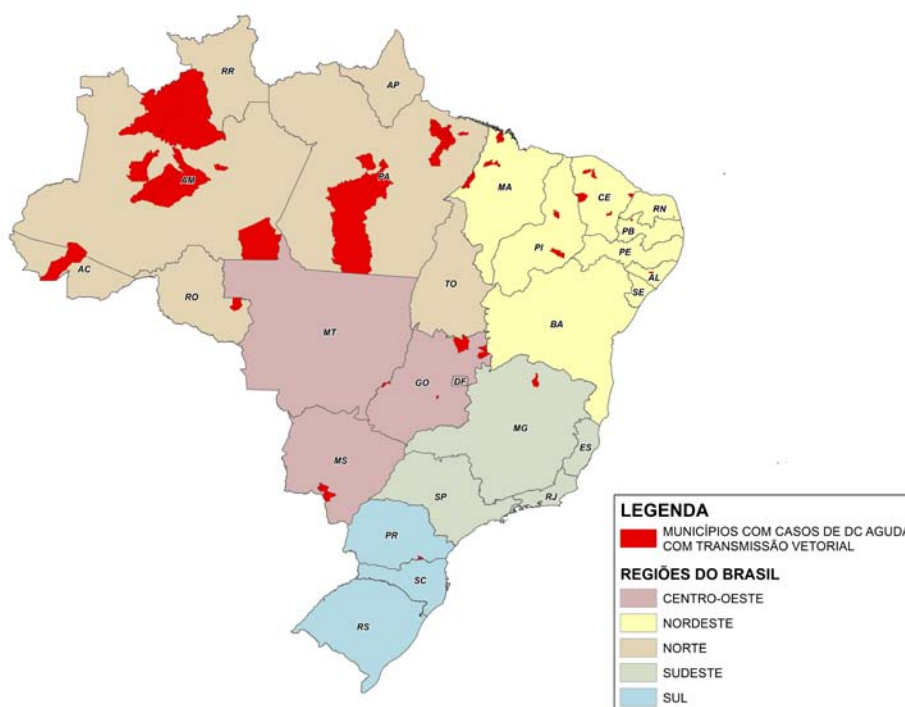 RR
AP
AM
PA
MA
CE
RN
PB
PE
PI
AL
SE
AC
RO
TO
BA
MT
GO
DF
MG
ES
MS
SP
RJ
PR
SC
RS
LEGENDA
MUNICÍPIOS COM CASOS DE DC AGUDA
COM TRANSMISSÃO VETORIAL
REGIÕES DO BRASIL
CENTRO-OESTE
NORDESTE
NORTE
SUDESTE
SUL